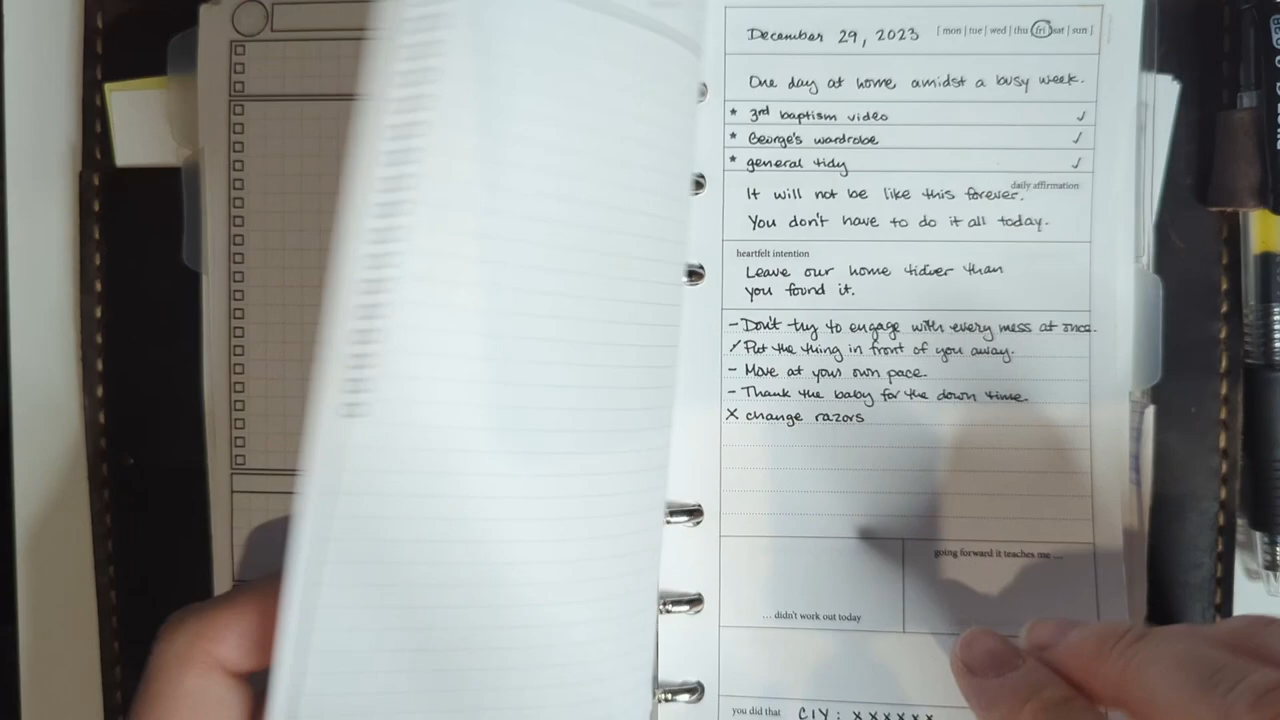 December 29, 2023 [ mon | tue | wed | thu | fri | sat | sun ]
One day at home amidst a busy week.
* 3rd baptism video ✓
* George's wardrobe ✓
* general tidy ✓
daily affirmation
It will not be like this forever.
You don't have to do it all today.
heartfelt intention
Leave our home tidier than
you found it.
- Don't try to engage with every mess at once.
✓ Put the thing in front of you away.
- Move at your own pace
- Thank the baby for the down time
X change razors
going forward it teaches me ...
... didn't work out today
you did that CIY: xxxxxx